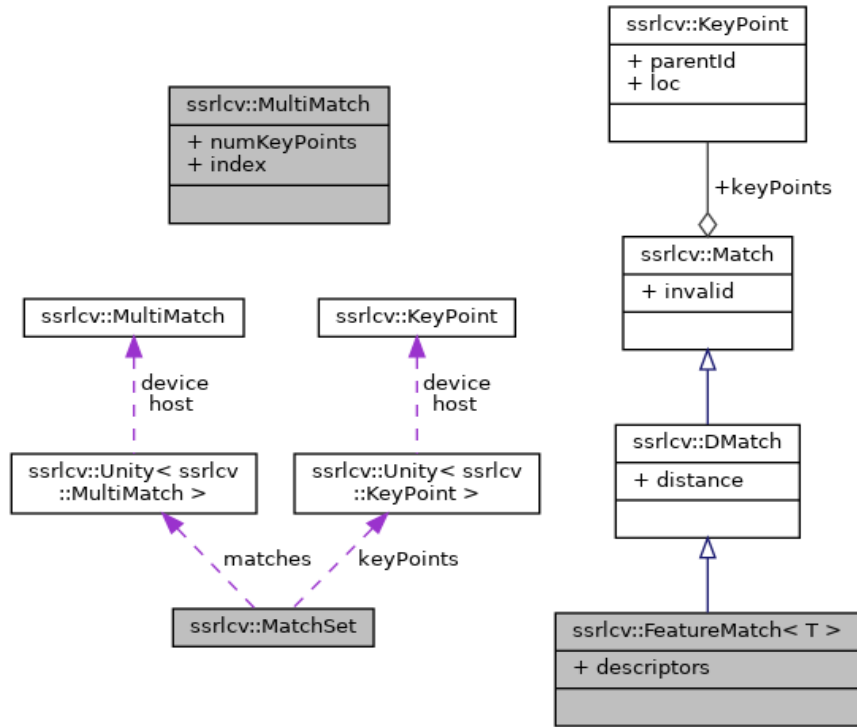 ssrlcv::MultiMatch
+ numKeyPoints
+ index
ssrlcv::MultiMatch
device
host
ssrlcv::Unity< ssrlcv
::MultiMatch >
matches
ssrlcv::KeyPoint
device
host
ssrlcv::Unity< ssrlcv
::KeyPoint >
keyPoints
ssrlcv::MatchSet
ssrlcv::KeyPoint
+ parentId
+ loc
+keyPoints
ssrlcv::Match
+ invalid
ssrlcv::DMatch
+ distance
ssrlcv::FeatureMatch< T >
+ descriptors